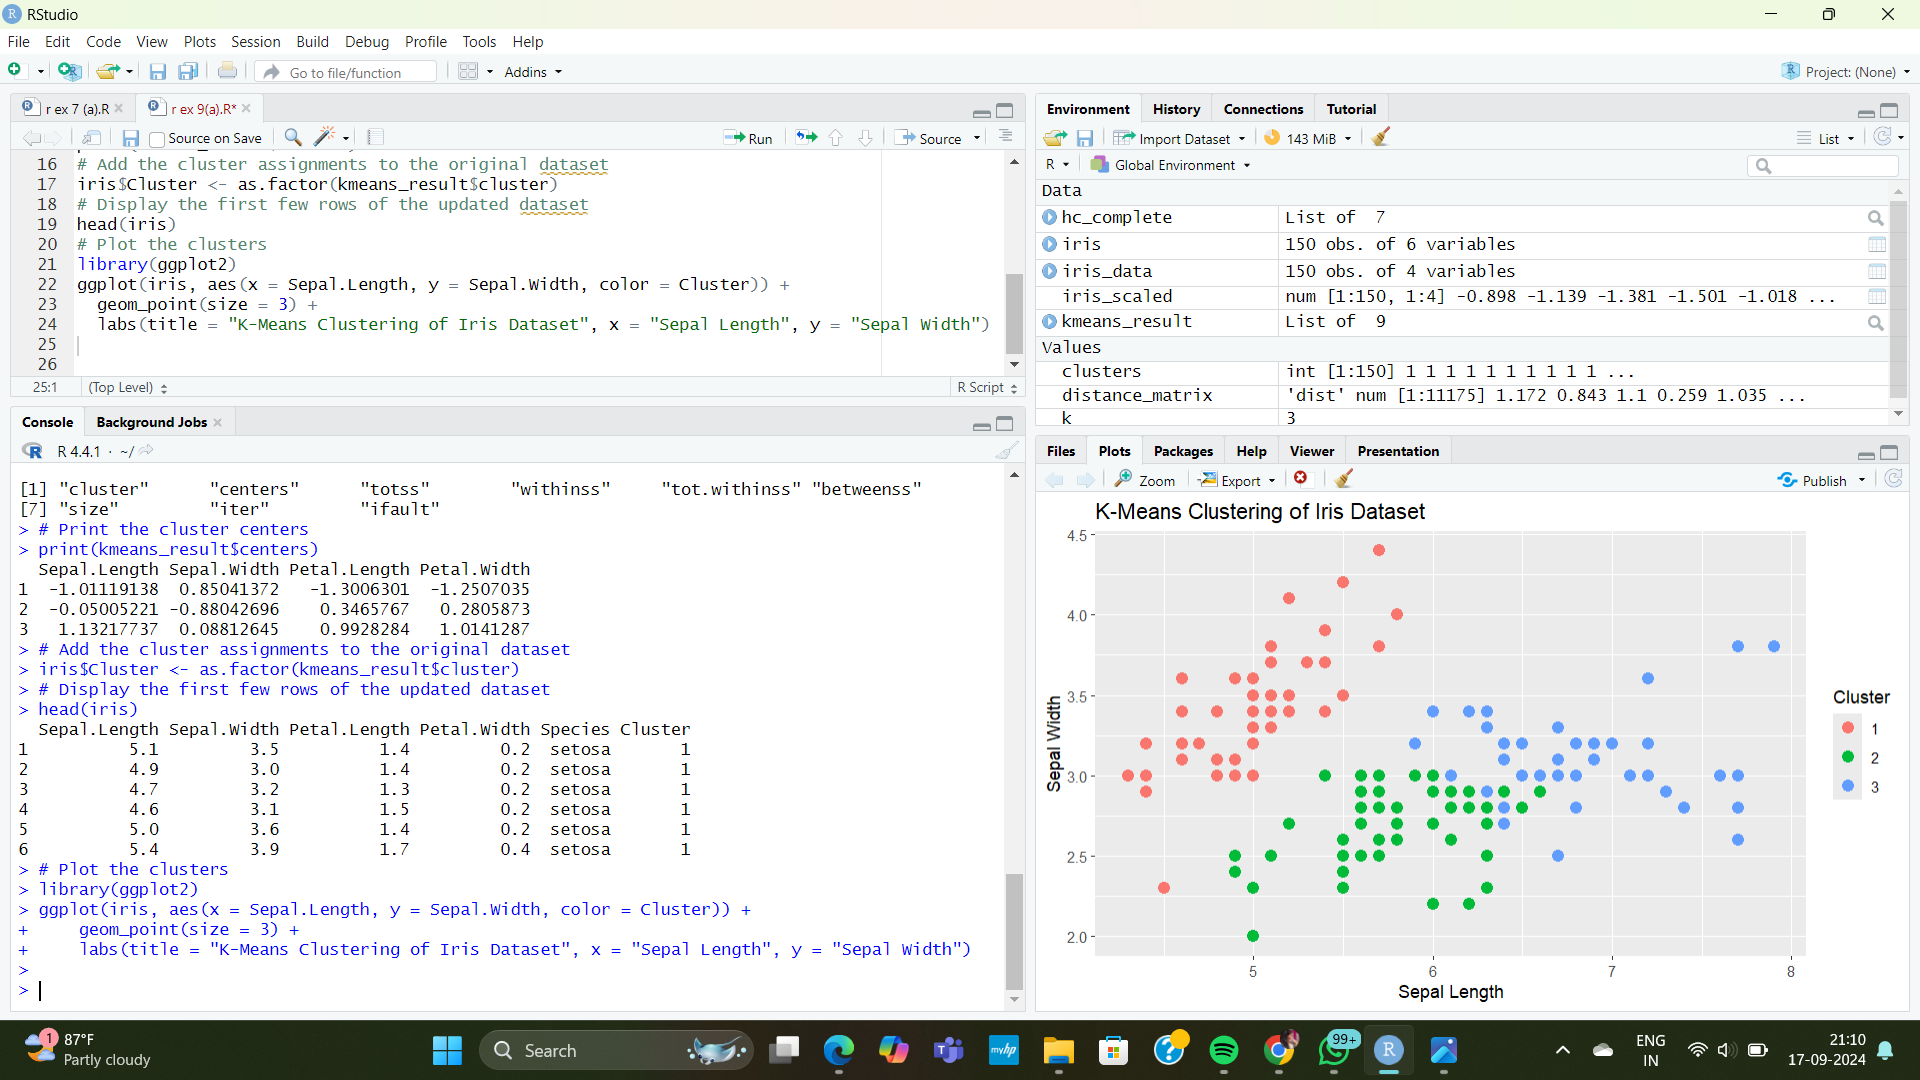 RStudio
File Edit Code View Plots Session Build Debug Profile Tools Help
Go to file/function Addins Project: (None)
r ex 7 (a).R r ex 9(a).R*
Source on Save Run Source
16 # Add the cluster assignments to the original dataset
17 iris$Cluster <- as.factor(kmeans_result$cluster)
18 # Display the first few rows of the updated dataset
19 head(iris)
20 # Plot the clusters
21 library(ggplot2)
22 ggplot(iris, aes(x = Sepal.Length, y = Sepal.Width, color = Cluster)) +
23 geom_point(size = 3) +
24 labs(title = "K-Means Clustering of Iris Dataset", x = "Sepal Length", y = "Sepal Width")
25
26
25:1 (Top Level) R Script
Console Background Jobs
R 4.4.1 · ~/
[1] "cluster" "centers" "totss" "withinss" "tot.withinss" "betweenss"
[7] "size" "iter" "ifault"
> # Print the cluster centers
> print(kmeans_result$centers)
Sepal.Length Sepal.Width Petal.Length Petal.Width
1 -1.01119138 0.85041372 -1.3006301 -1.2507035
2 -0.05005221 -0.88042696 0.3465767 0.2805873
3 1.13217737 0.08812645 0.9928284 1.0141287
> # Add the cluster assignments to the original dataset
> iris$Cluster <- as.factor(kmeans_result$cluster)
> # Display the first few rows of the updated dataset
> head(iris)
Sepal.Length Sepal.Width Petal.Length Petal.Width Species Cluster
1 5.1 3.5 1.4 0.2 setosa 1
2 4.9 3.0 1.4 0.2 setosa 1
3 4.7 3.2 1.3 0.2 setosa 1
4 4.6 3.1 1.5 0.2 setosa 1
5 5.0 3.6 1.4 0.2 setosa 1
6 5.4 3.9 1.7 0.4 setosa 1
> # Plot the clusters
> library(ggplot2)
> ggplot(iris, aes(x = Sepal.Length, y = Sepal.Width, color = Cluster)) +
+ geom_point(size = 3) +
+ labs(title = "K-Means Clustering of Iris Dataset", x = "Sepal Length", y = "Sepal Width")
>
>
Environment History Connections Tutorial
Import Dataset 143 MiB List
R Global Environment
Data
hc_complete List of 7
iris 150 obs. of 6 variables
iris_data 150 obs. of 4 variables
iris_scaled num [1:150, 1:4] -0.898 -1.139 -1.381 -1.501 -1.018 ...
kmeans_result List of 9
Values
clusters int [1:150] 1 1 1 1 1 1 1 1 1 1 ...
distance_matrix 'dist' num [1:11175] 1.172 0.843 1.1 0.259 1.035 ...
k 3
Files Plots Packages Help Viewer Presentation
Zoom Export Publish
K-Means Clustering of Iris Dataset
4.5
4.0
3.5
3.0
2.5
2.0
Sepal Width
5 6 7 8
Sepal Length
Cluster
1
2
3
1 87°F
Partly cloudy
Search
myhp
99+
ENG
IN
21:10
17-09-2024